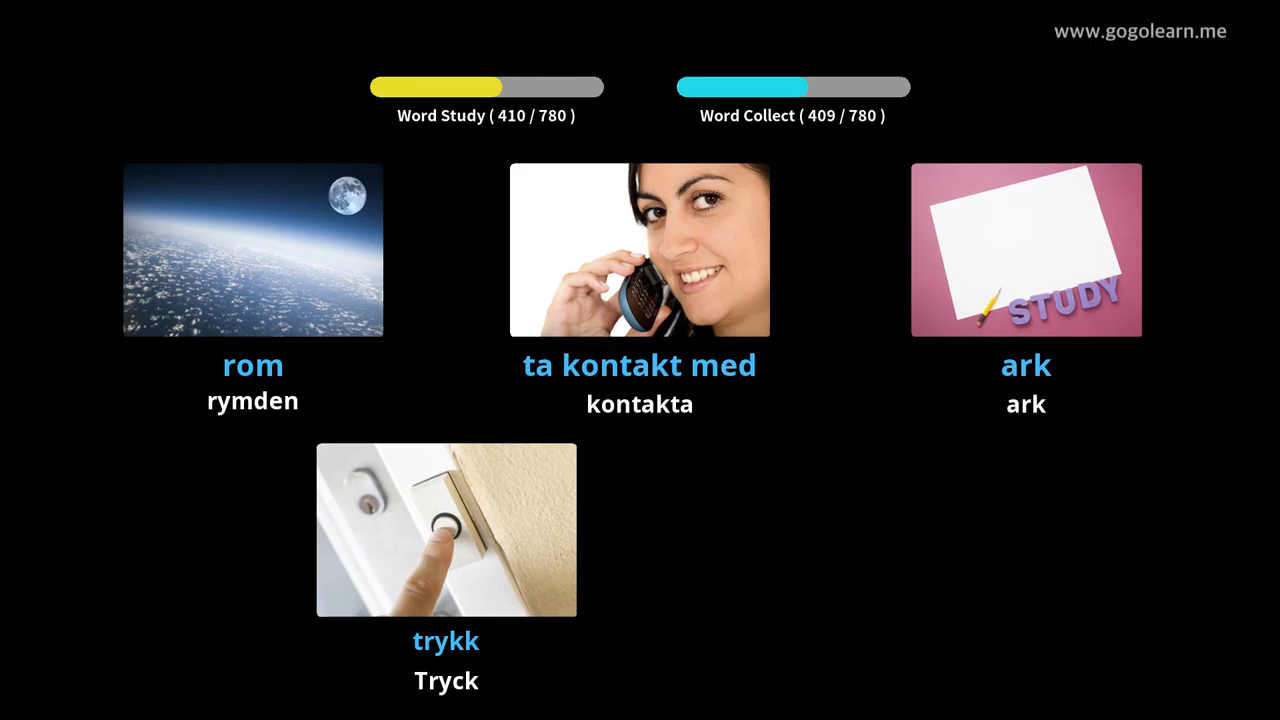 www.gogolearn.me
Word Study ( 410 / 780 )
Word Collect ( 409 / 780 )
STUDY
rom
ta kontakt med
ark
rymden
kontakta
ark
trykk
Tryck